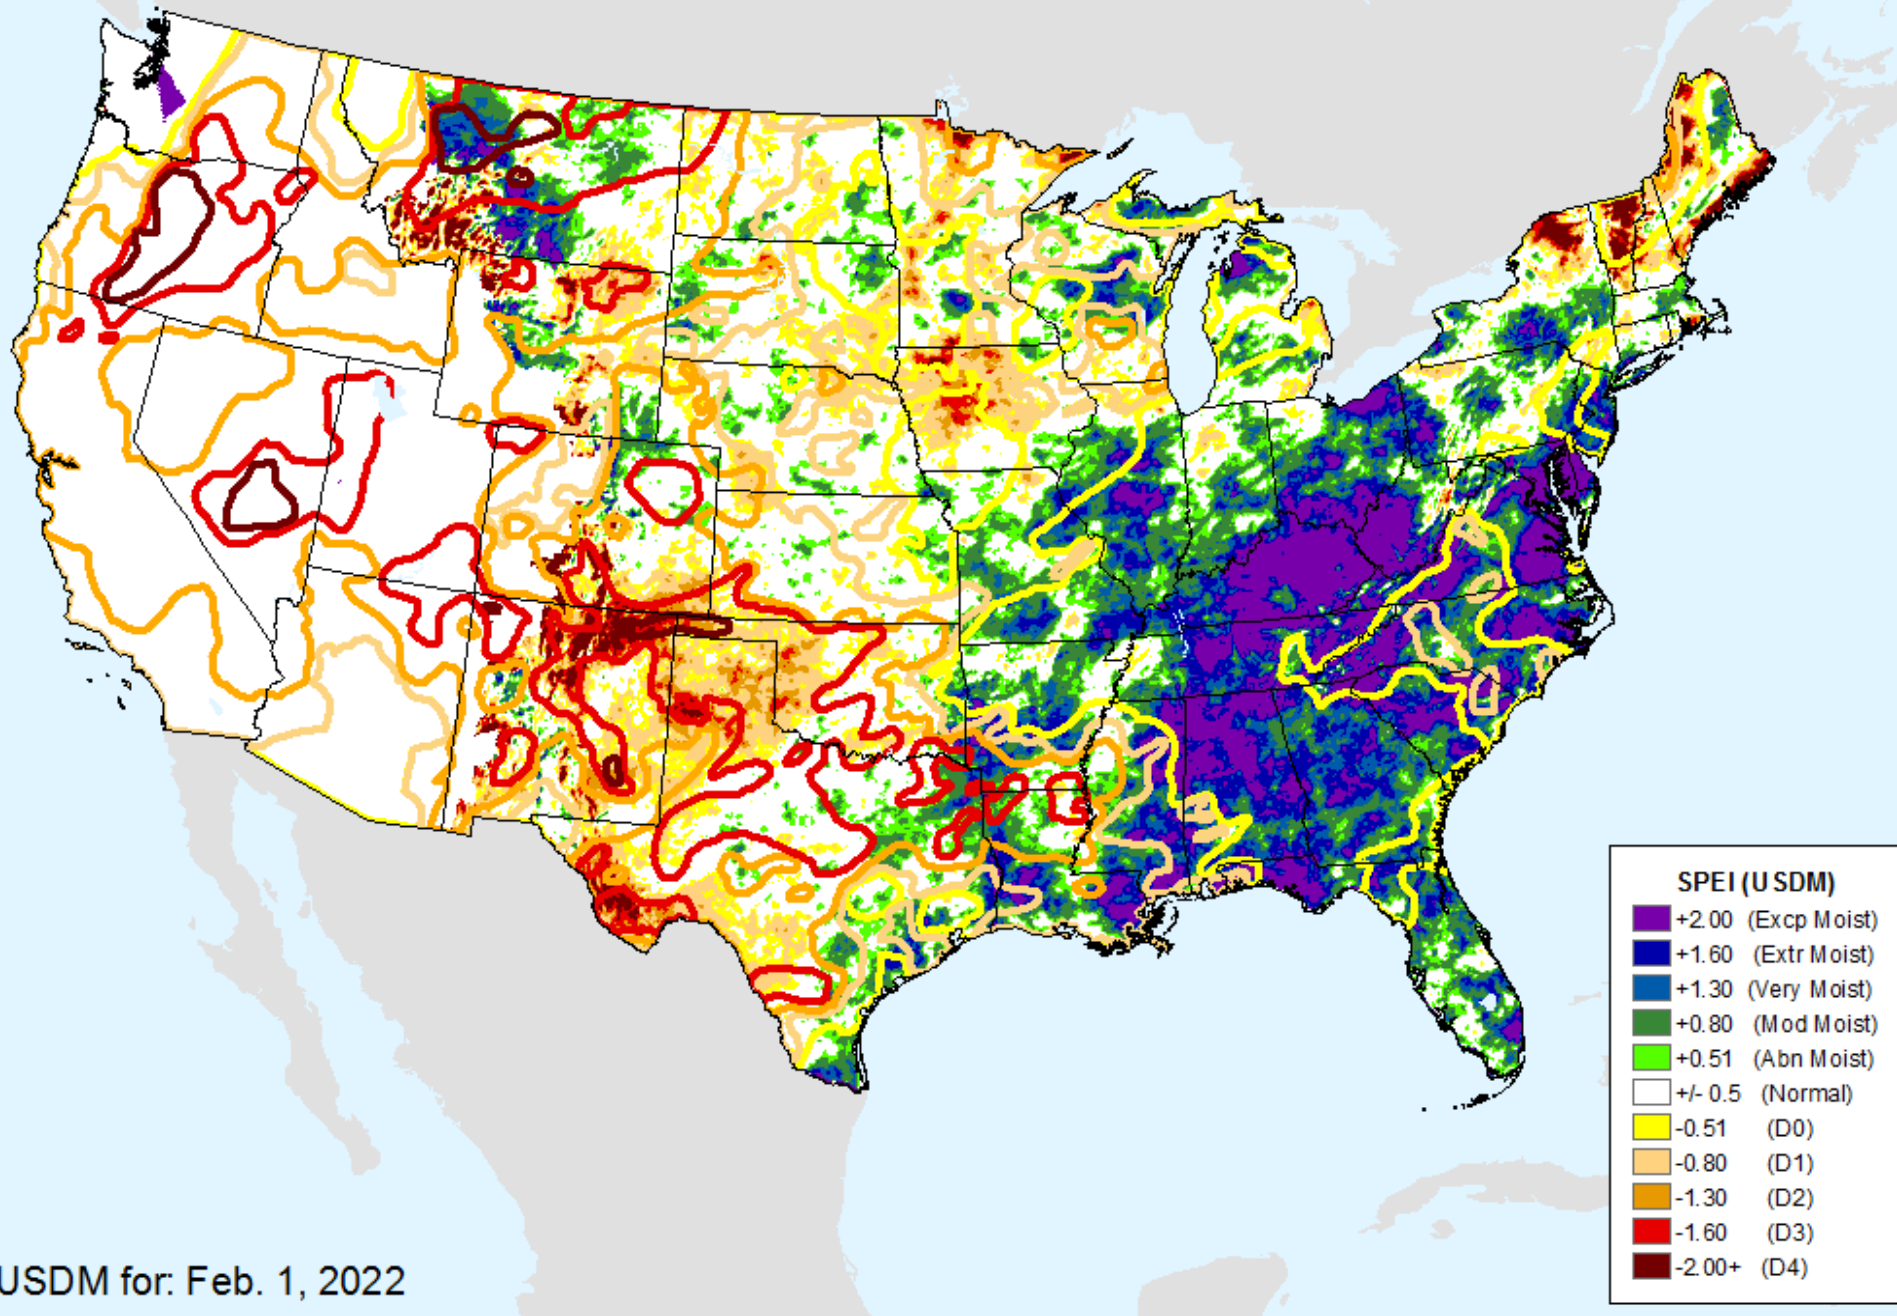 SPEI (USDM)
+2.00 (Excp Moist)
+1.60 (Extr Moist)
+1.30 (Very Moist)
+0.80 (Mod Moist)
+0.51 (Abn Moist)
+/- 0.5 (Normal)
-0.51 (D0)
-0.80 (D1)
-1.30 (D2)
-1.60 (D3)
-2.00+ (D4)
USDM for: Feb. 1, 2022